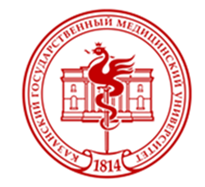 КАЗАНСКИЙ ГОСУДАРСТВЕННЫЙ МЕДИЦИНСКИЙ УНИВЕРСИТЕТ
1814